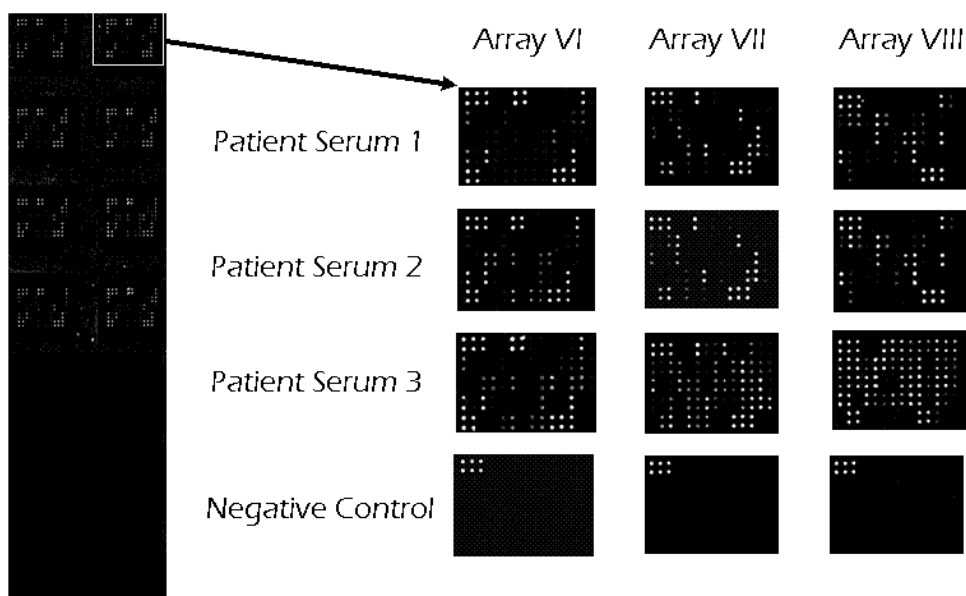 Array VI Array VII Array VIII
Patient Serum 1
Patient Serum 2
Patient Serum 3
Negative Control